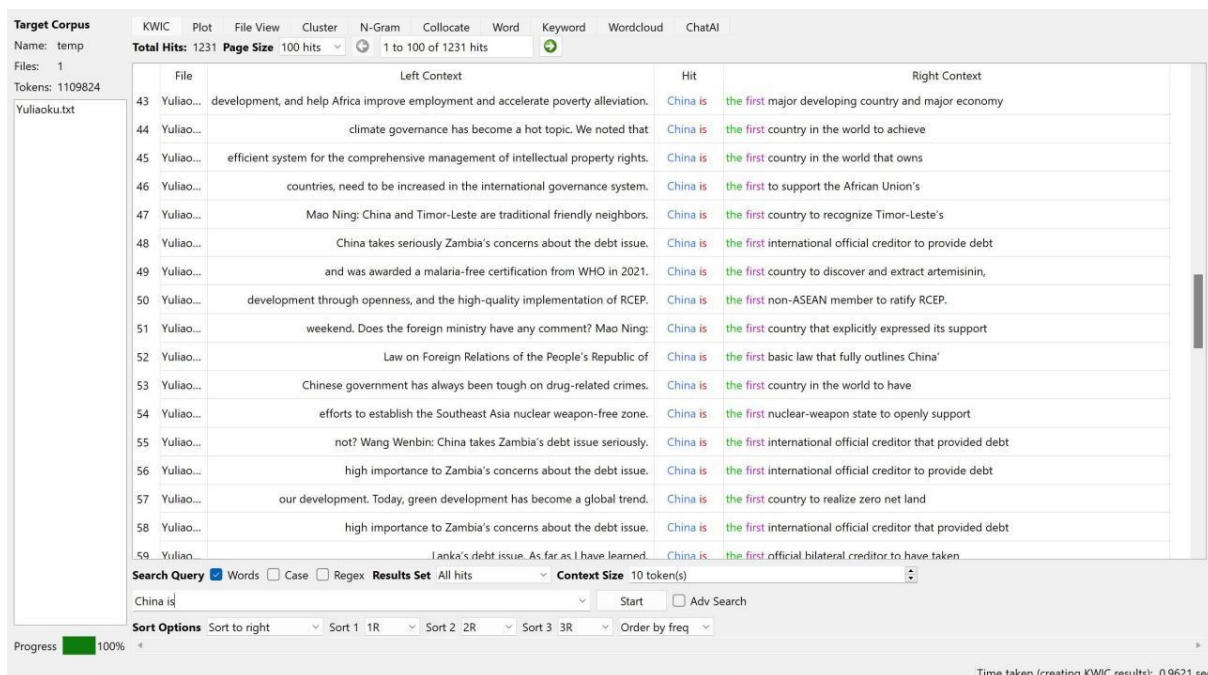 Target Corpus
Name: temp
Files: 1
Tokens: 1109824
Yuliaoku.txt
KWIC Plot File View Cluster N-Gram Collocate Word Keyword Wordcloud ChatAI
Total Hits: 1231 Page Size 100 hits 1 to 100 of 1231 hits
File Left Context Hit Right Context
43 Yuliao... development, and help Africa improve employment and accelerate poverty alleviation. China is the first major developing country and major economy
44 Yuliao... climate governance has become a hot topic. We noted that China is the first country in the world to achieve
45 Yuliao... efficient system for the comprehensive management of intellectual property rights. China is the first country in the world that owns
46 Yuliao... countries, need to be increased in the international governance system. China is the first to support the African Union's
47 Yuliao... Mao Ning: China and Timor-Leste are traditional friendly neighbors. China is the first country to recognize Timor-Leste's
48 Yuliao... China takes seriously Zambia's concerns about the debt issue. China is the first international official creditor to provide debt
49 Yuliao... and was awarded a malaria-free certification from WHO in 2021. China is the first country to discover and extract artemisinin,
50 Yuliao... development through openness, and the high-quality implementation of RCEP. China is the first non-ASEAN member to ratify RCEP.
51 Yuliao... weekend. Does the foreign ministry have any comment? Mao Ning: China is the first country that explicitly expressed its support
52 Yuliao... Law on Foreign Relations of the People's Republic of China is the first basic law that fully outlines China'
53 Yuliao... Chinese government has always been tough on drug-related crimes. China is the first country in the world to have
54 Yuliao... efforts to establish the Southeast Asia nuclear weapon-free zone. China is the first nuclear-weapon state to openly support
55 Yuliao... not? Wang Wenbin: China takes Zambia's debt issue seriously. China is the first international official creditor that provided debt
56 Yuliao... high importance to Zambia's concerns about the debt issue. China is the first international official creditor to provide debt
57 Yuliao... our development. Today, green development has become a global trend. China is the first country to realize zero net land
58 Yuliao... high importance to Zambia's concerns about the debt issue. China is the first international official creditor that provided debt
59 Yuliao... Lanka's debt issue. As far as I have learned, China is the first official bilateral creditor to have taken
Search Query Words Case Regex Results Set All hits Context Size 10 token(s)
China is Start Adv Search
Sort Options Sort to right Sort 1 1R Sort 2 2R Sort 3 3R Order by freq
Progress 100%
Time taken (creating KWIC results): 0.9621 sec